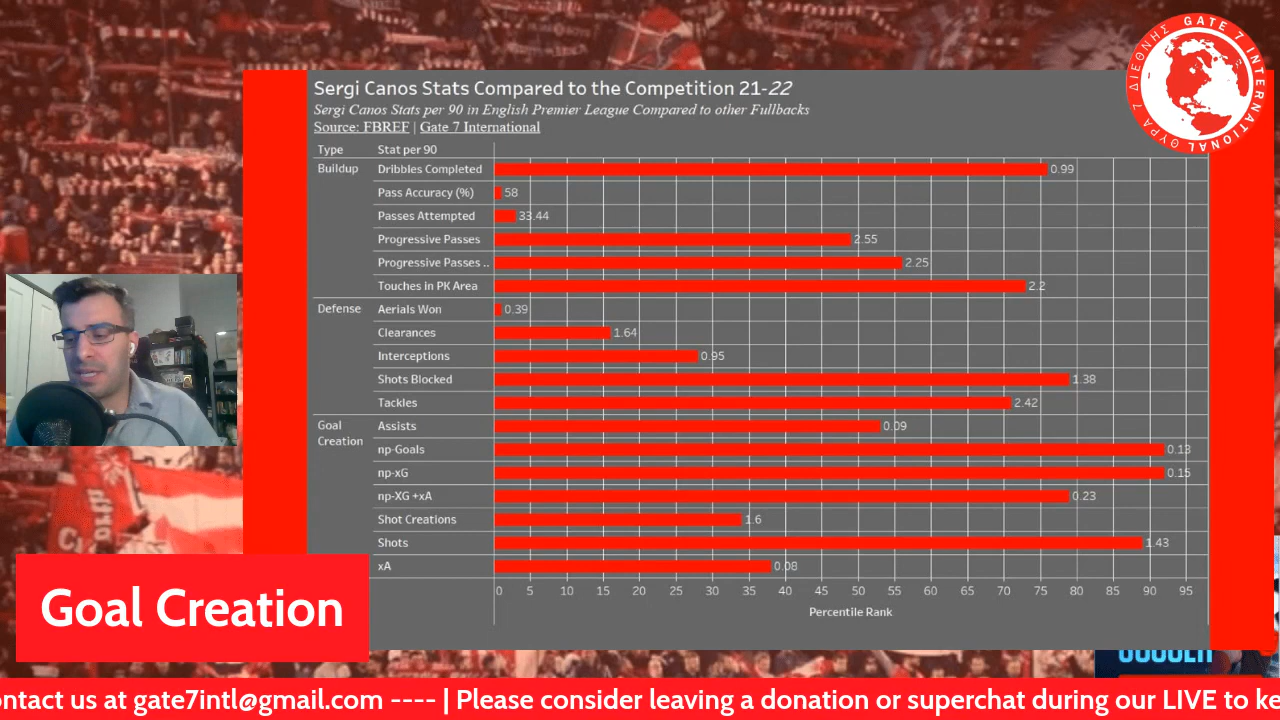 Sergi Canos Stats Compared to the Competition 21-22
Sergi Canos Stats per 90 in English Premier League Compared to other Fullbacks
Source: FBREF | Gate 7 International
Type Stat per 90
Buildup Dribbles Completed 0.99
Pass Accuracy (%) 58
Passes Attempted 33.44
Progressive Passes 2.55
Progressive Passes .. 2.25
Touches in PK Area 2.2
Defense Aerials Won 0.39
Clearances 1.64
Interceptions 0.95
Shots Blocked 1.38
Tackles 2.42
Goal Creation Assists 0.09
np-Goals 0.13
np-xG 0.15
np-XG +xA 0.23
Shot Creations 1.6
Shots 1.43
xA 0.08
0 5 10 15 20 25 30 35 40 45 50 55 60 65 70 75 80 85 90 95
Percentile Rank
GATE 7 INTERNATIONAL
ΘΥΡΑ 7 ΔΙΕΘΝΗΣ
Goal Creation
ontact us at gate7intl@gmail.com ---- | Please consider leaving a donation or superchat during our LIVE to ke